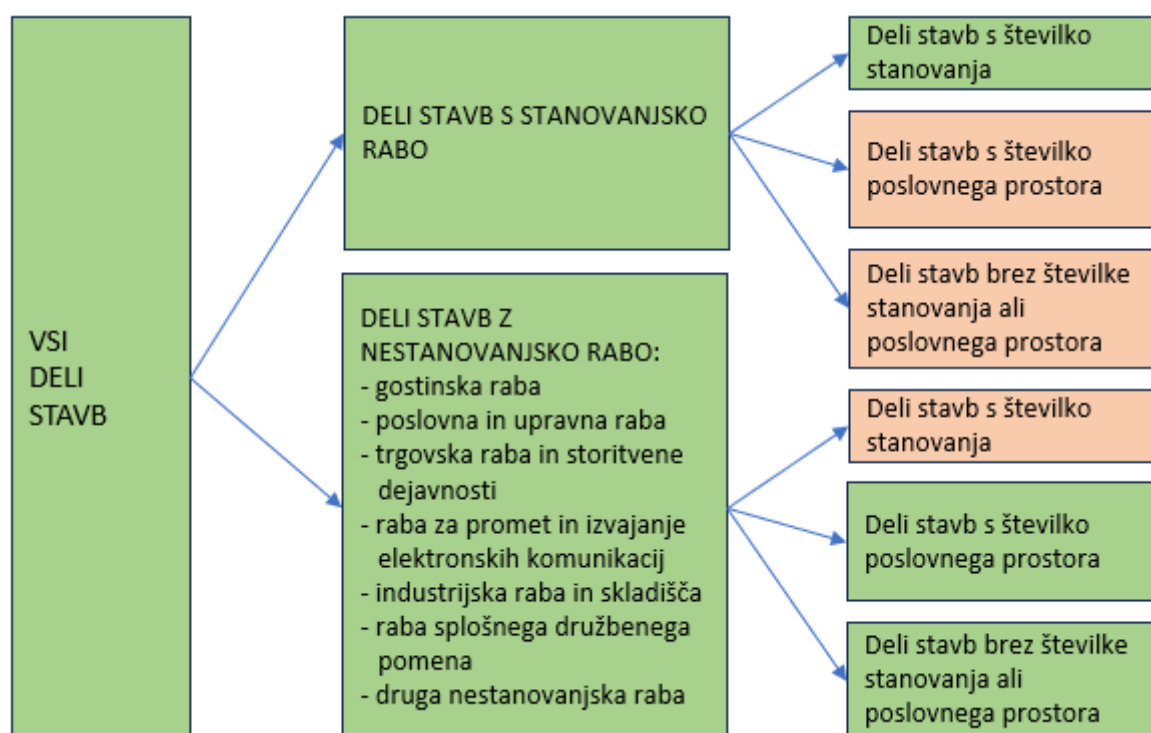 VSI
DELI
STAVB
DELI STAVB S STANOVANJSKO
RABO
DELI STAVB Z
NESTANOVANJSKO RABO:
- gostinska raba
- poslovna in upravna raba
- trgovska raba in storitvene
dejavnosti
- raba za promet in izvajanje
elektronskih komunikacij
- industrijska raba in skladišča
- raba splošnega družbenega
pomena
- druga nestanovanjska raba
Deli stavb s številko
stanovanja
Deli stavb s številko
poslovnega prostora
Deli stavb brez številke
stanovanja ali
poslovnega prostora
Deli stavb s številko
stanovanja
Deli stavb s številko
poslovnega prostora
Deli stavb brez številke
stanovanja ali
poslovnega prostora